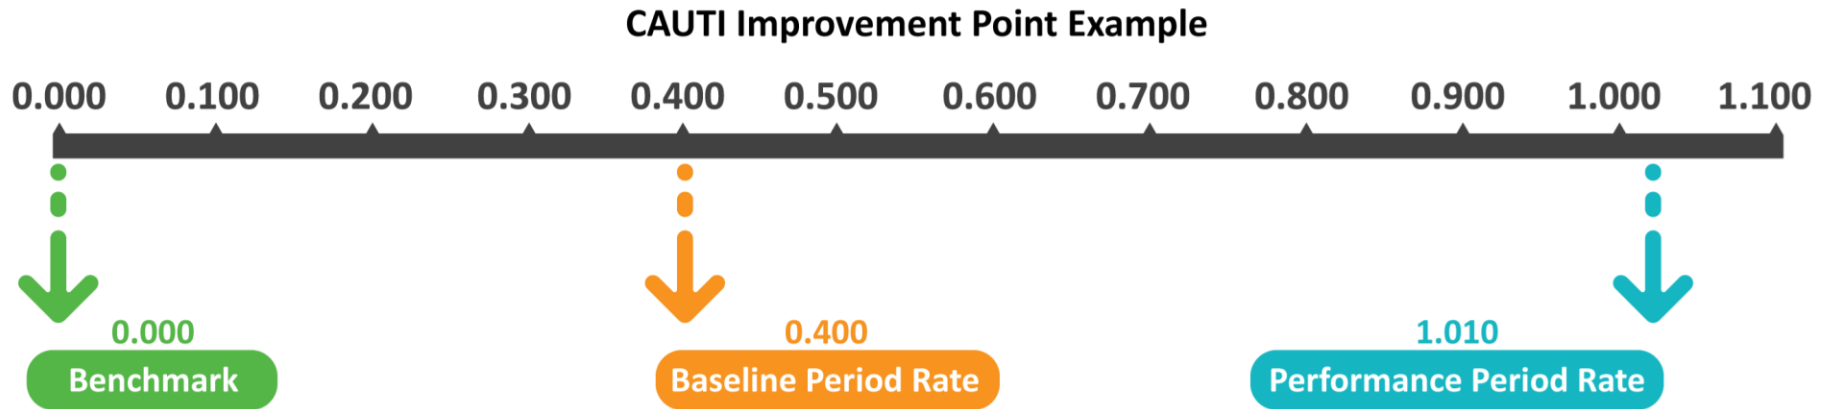 CAUTI Improvement Point Example
0.000 0.100 0.200 0.300 0.400 0.500 0.600 0.700 0.800 0.900 1.000 1.100
0.000 0.400 1.010
Benchmark Baseline Period Rate Performance Period Rate